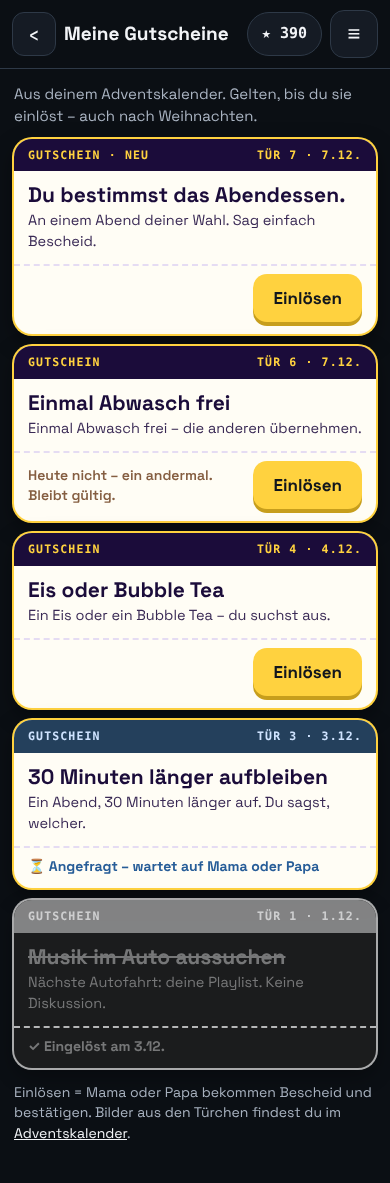 < Meine Gutscheine ★ 390 ≡
Aus deinem Adventskalender. Gelten, bis du sie
einlöst – auch nach Weihnachten.
GUTSCHEIN · NEU TÜR 7 · 7.12.
Du bestimmst das Abendessen.
An einem Abend deiner Wahl. Sag einfach
Bescheid.
Einlösen
GUTSCHEIN TÜR 6 · 7.12.
Einmal Abwasch frei
Einmal Abwasch frei – die anderen übernehmen.
Heute nicht – ein andermal.
Bleibt gültig.
Einlösen
GUTSCHEIN TÜR 4 · 4.12.
Eis oder Bubble Tea
Ein Eis oder ein Bubble Tea – du suchst aus.
Einlösen
GUTSCHEIN TÜR 3 · 3.12.
30 Minuten länger aufbleiben
Ein Abend, 30 Minuten länger auf. Du sagst,
welcher.
⏳ Angefragt – wartet auf Mama oder Papa
GUTSCHEIN TÜR 1 · 1.12.
Musik im Auto aussuchen
Nächste Autofahrt: deine Playlist. Keine
Diskussion.
✓ Eingelöst am 3.12.
Einlösen = Mama oder Papa bekommen Bescheid und
bestätigen. Bilder aus den Türchen findest du im
Adventskalender.